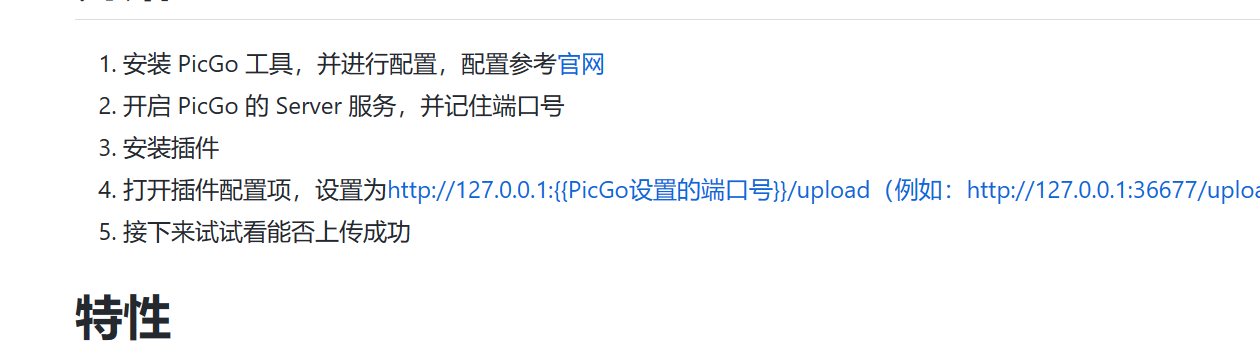 1. 安装 PicGo 工具，并进行配置，配置参考官网
2. 开启 PicGo 的 Server 服务，并记住端口号
3. 安装插件
4. 打开插件配置项，设置为http://127.0.0.1:{{PicGo设置的端口号}}/upload（例如：http://127.0.0.1:36677/uploa
5. 接下来试试看能否上传成功
特性